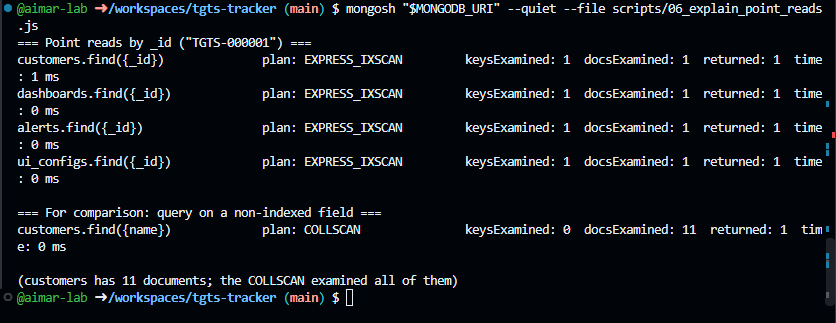 @aimar-lab ➜/workspaces/tgts-tracker (main) $ mongosh "$MONGODB_URI" --quiet --file scripts/06_explain_point_reads
.js
=== Point reads by _id ("TGTS-000001") ===
customers.find({_id}) plan: EXPRESS_IXSCAN keysExamined: 1 docsExamined: 1 returned: 1 time
: 1 ms
dashboards.find({_id}) plan: EXPRESS_IXSCAN keysExamined: 1 docsExamined: 1 returned: 1 time
: 0 ms
alerts.find({_id}) plan: EXPRESS_IXSCAN keysExamined: 1 docsExamined: 1 returned: 1 time
: 0 ms
ui_configs.find({_id}) plan: EXPRESS_IXSCAN keysExamined: 1 docsExamined: 1 returned: 1 time
: 0 ms
=== For comparison: query on a non-indexed field ===
customers.find({name}) plan: COLLSCAN keysExamined: 0 docsExamined: 11 returned: 1 tim
e: 0 ms
(customers has 11 documents; the COLLSCAN examined all of them)
@aimar-lab ➜/workspaces/tgts-tracker (main) $